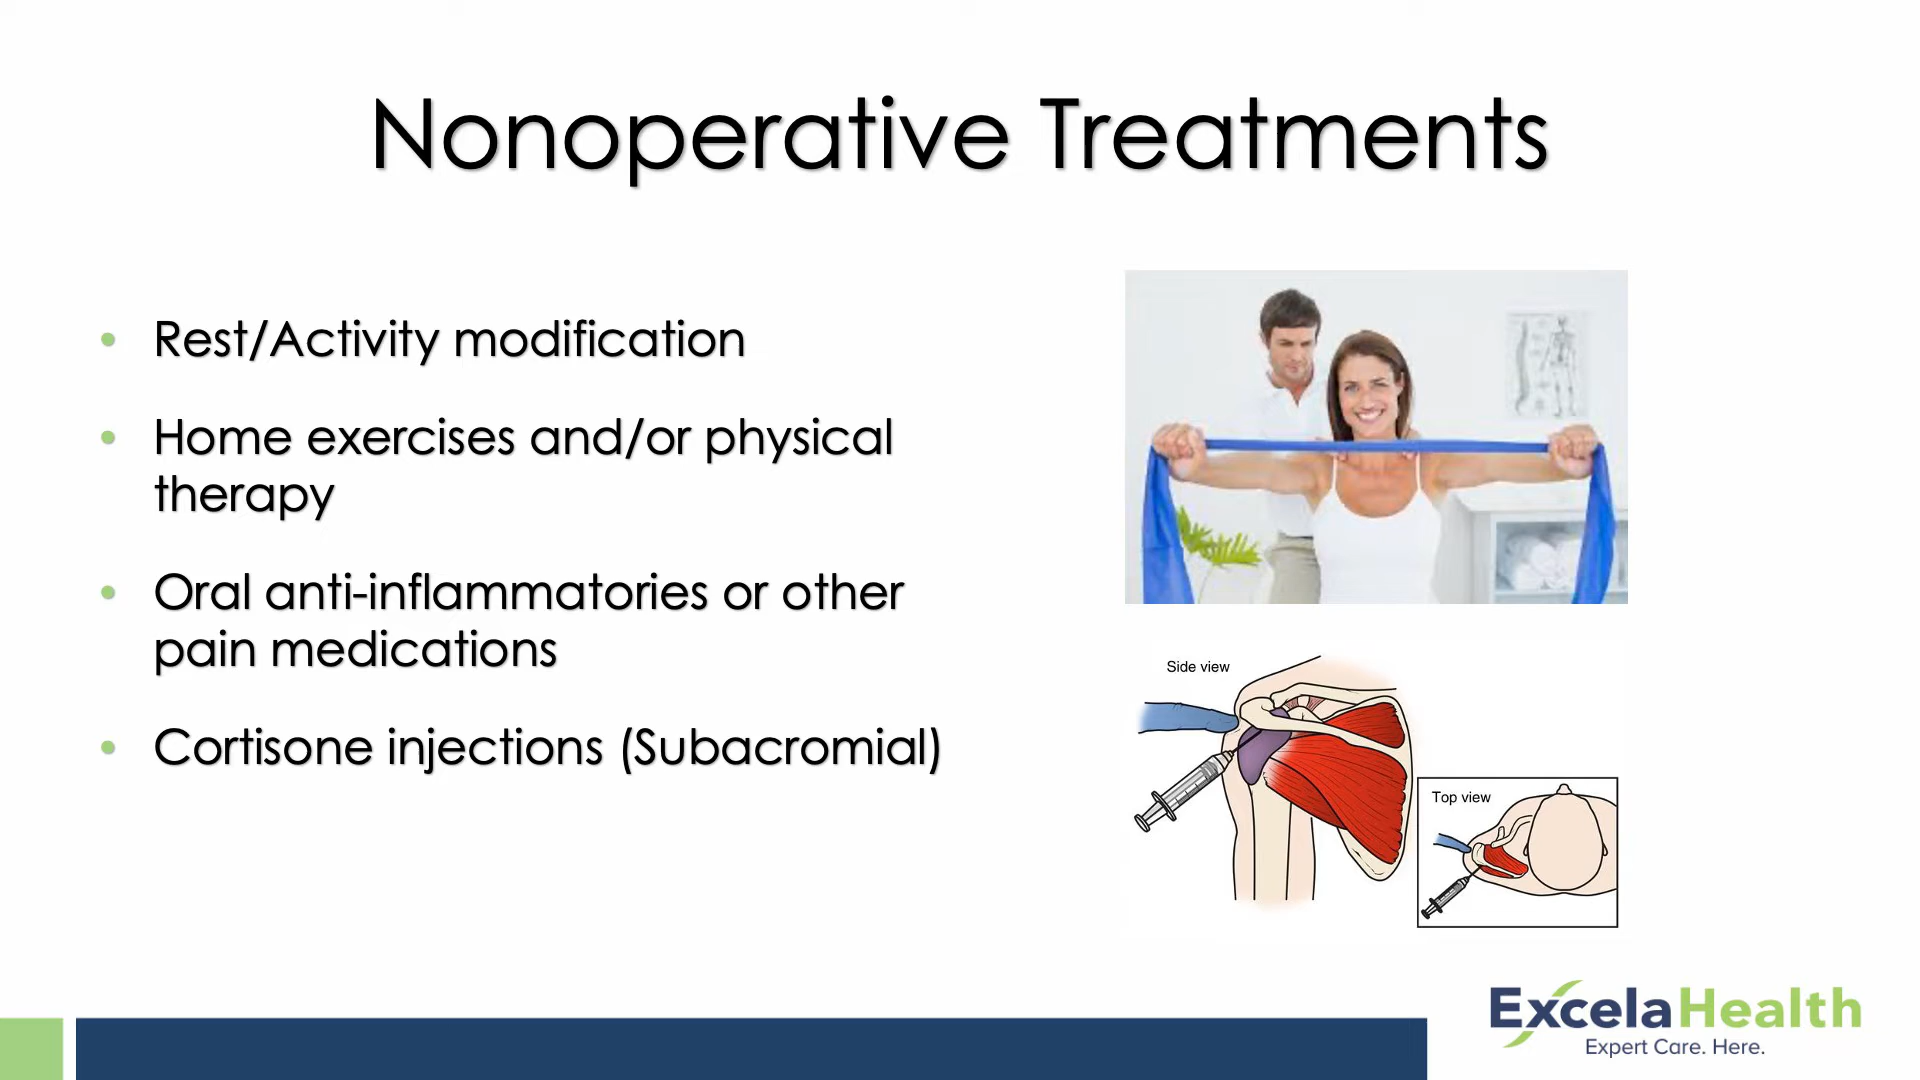 Nonoperative Treatments
• Rest/Activity modification
• Home exercises and/or physical
therapy
• Oral anti-inflammatories or other
pain medications
• Cortisone injections (Subacromial)
Side view
Top view
ExcelaHealth
Expert Care. Here.